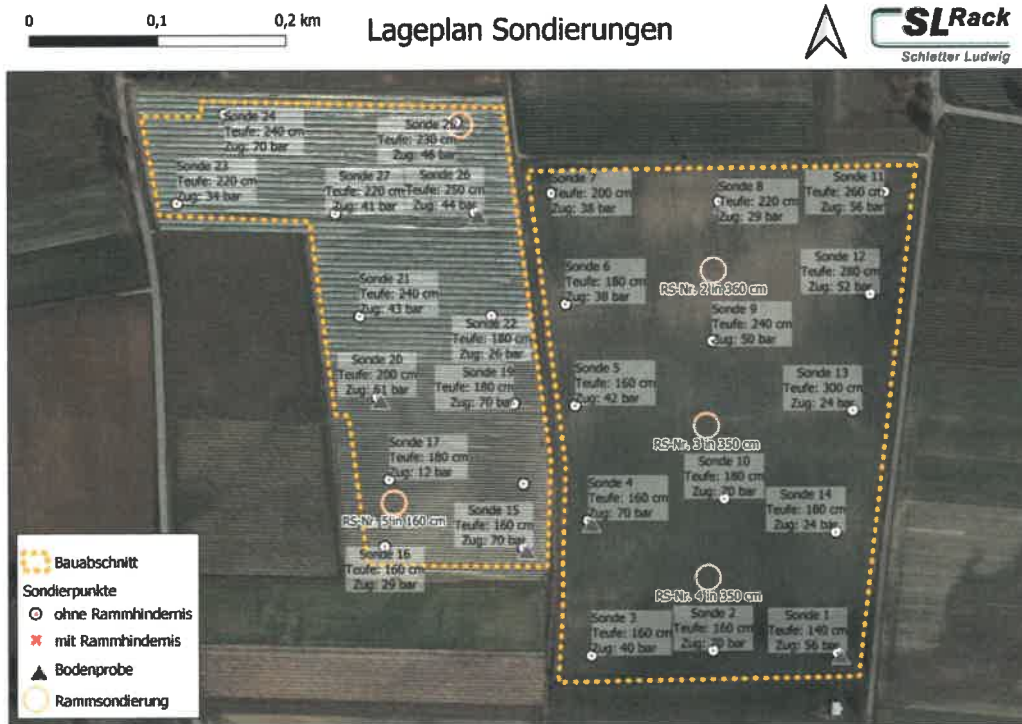 0 0,1 0,2 km
Lageplan Sondierungen
SL Rack
Schletter Ludwig
Sonde 24
Teufe: 240 cm
Zug: 70 bar
Sonde
Teufe: 230 cm
Zug: 46 bar
Sonde 23
Teufe: 220 cm
Zug: 34 bar
Sonde 27
Teufe: 220 cm
Zug: 41 bar
Sonde 26
Teufe: 250 cm
Zug: 44 bar
Sonde 7
Teufe: 200 cm
Zug: 38 bar
Sonde 8
Teufe: 220 cm
Zug: 29 bar
Sonde 11
Teufe: 260 cm
Zug: 56 bar
Sonde 6
Teufe: 180 cm
Zug: 38 bar
RS-Nr. 2 in 360 cm
Sonde 12
Teufe: 280 cm
Zug: 52 bar
Sonde 21
Teufe: 240 cm
Zug: 43 bar
Sonde 22
Teufe: 180 cm
Zug: 26 bar
Sonde 9
Teufe: 240 cm
Zug: 50 bar
Sonde 20
Teufe: 200 cm
Zug: 61 bar
Sonde 19
Teufe: 180 cm
Zug: 70 bar
Sonde 5
Teufe: 160 cm
Zug: 42 bar
Sonde 13
Teufe: 300 cm
Zug: 24 bar
RS-Nr. 3 in 350 cm
Sonde 17
Teufe: 180 cm
Zug: 12 bar
Sonde 10
Teufe: 180 cm
Zug: 70 bar
Sonde 4
Teufe: 160 cm
Zug: 70 bar
Sonde 14
Teufe: 180 cm
Zug: 24 bar
RS-Nr. 5 in 160 cm
Sonde 15
Teufe: 160 cm
Zug: 70 bar
Sonde 16
Teufe: 160 cm
Zug: 29 bar
RS-Nr. 4 in 350 cm
Sonde 3
Teufe: 160 cm
Zug: 40 bar
Sonde 2
Teufe: 160 cm
Zug: 70 bar
Sonde 1
Teufe: 140 cm
Zug: 56 bar
Bauabschnitt
Sondierpunkte
ohne Rammhindernis
mit Rammhindernis
Bodenprobe
Rammsondierung